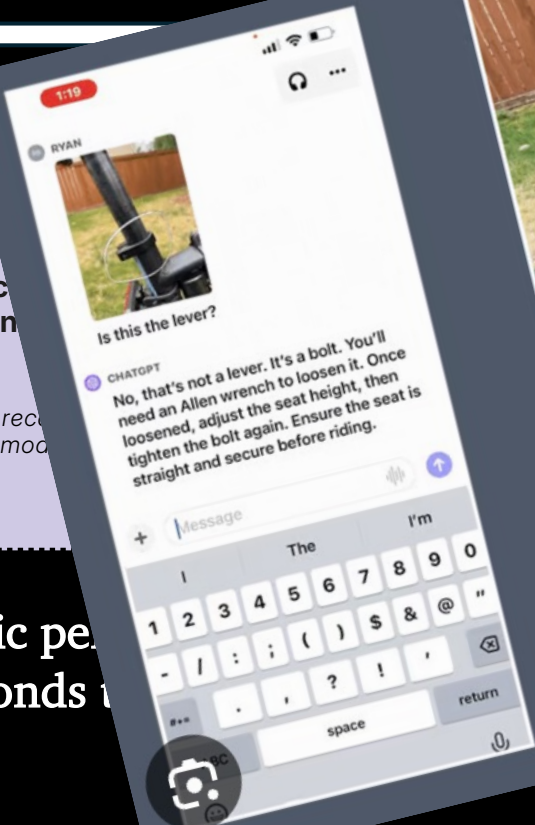 1:19
RYAN
Is this the lever?
CHATGPT
No, that's not a lever. It's a bolt. You'll
need an Allen wrench to loosen it. Once
loosened, adjust the seat height, then
tighten the bolt again. Ensure the seat is
straight and secure before riding.
Message
I The I'm
1 2 3 4 5 6 7 8 9 0
- / : ; ( ) $ & @ "
#+= . , ? ! '
ABC space return